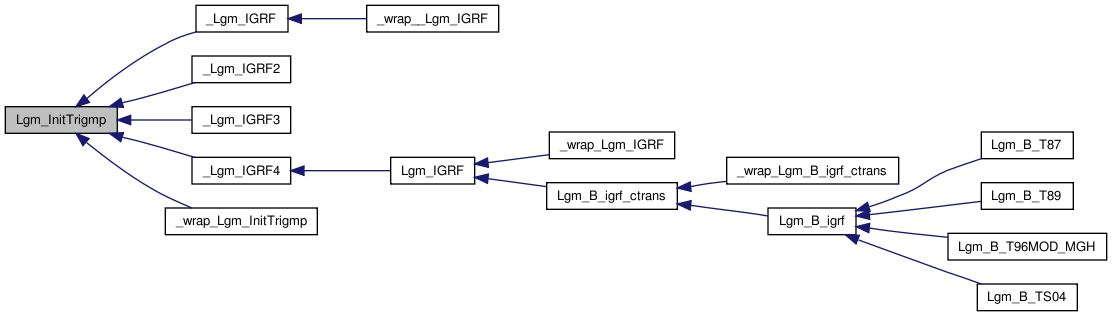 _Lgm_IGRF
_wrap__Lgm_IGRF
_Lgm_IGRF2
Lgm_InitTrigmp
_Lgm_IGRF3
_Lgm_IGRF4
_wrap_Lgm_InitTrigmp
Lgm_IGRF
_wrap_Lgm_IGRF
Lgm_B_igrf_ctrans
_wrap_Lgm_B_igrf_ctrans
Lgm_B_igrf
Lgm_B_T87
Lgm_B_T89
Lgm_B_T96MOD_MGH
Lgm_B_TS04